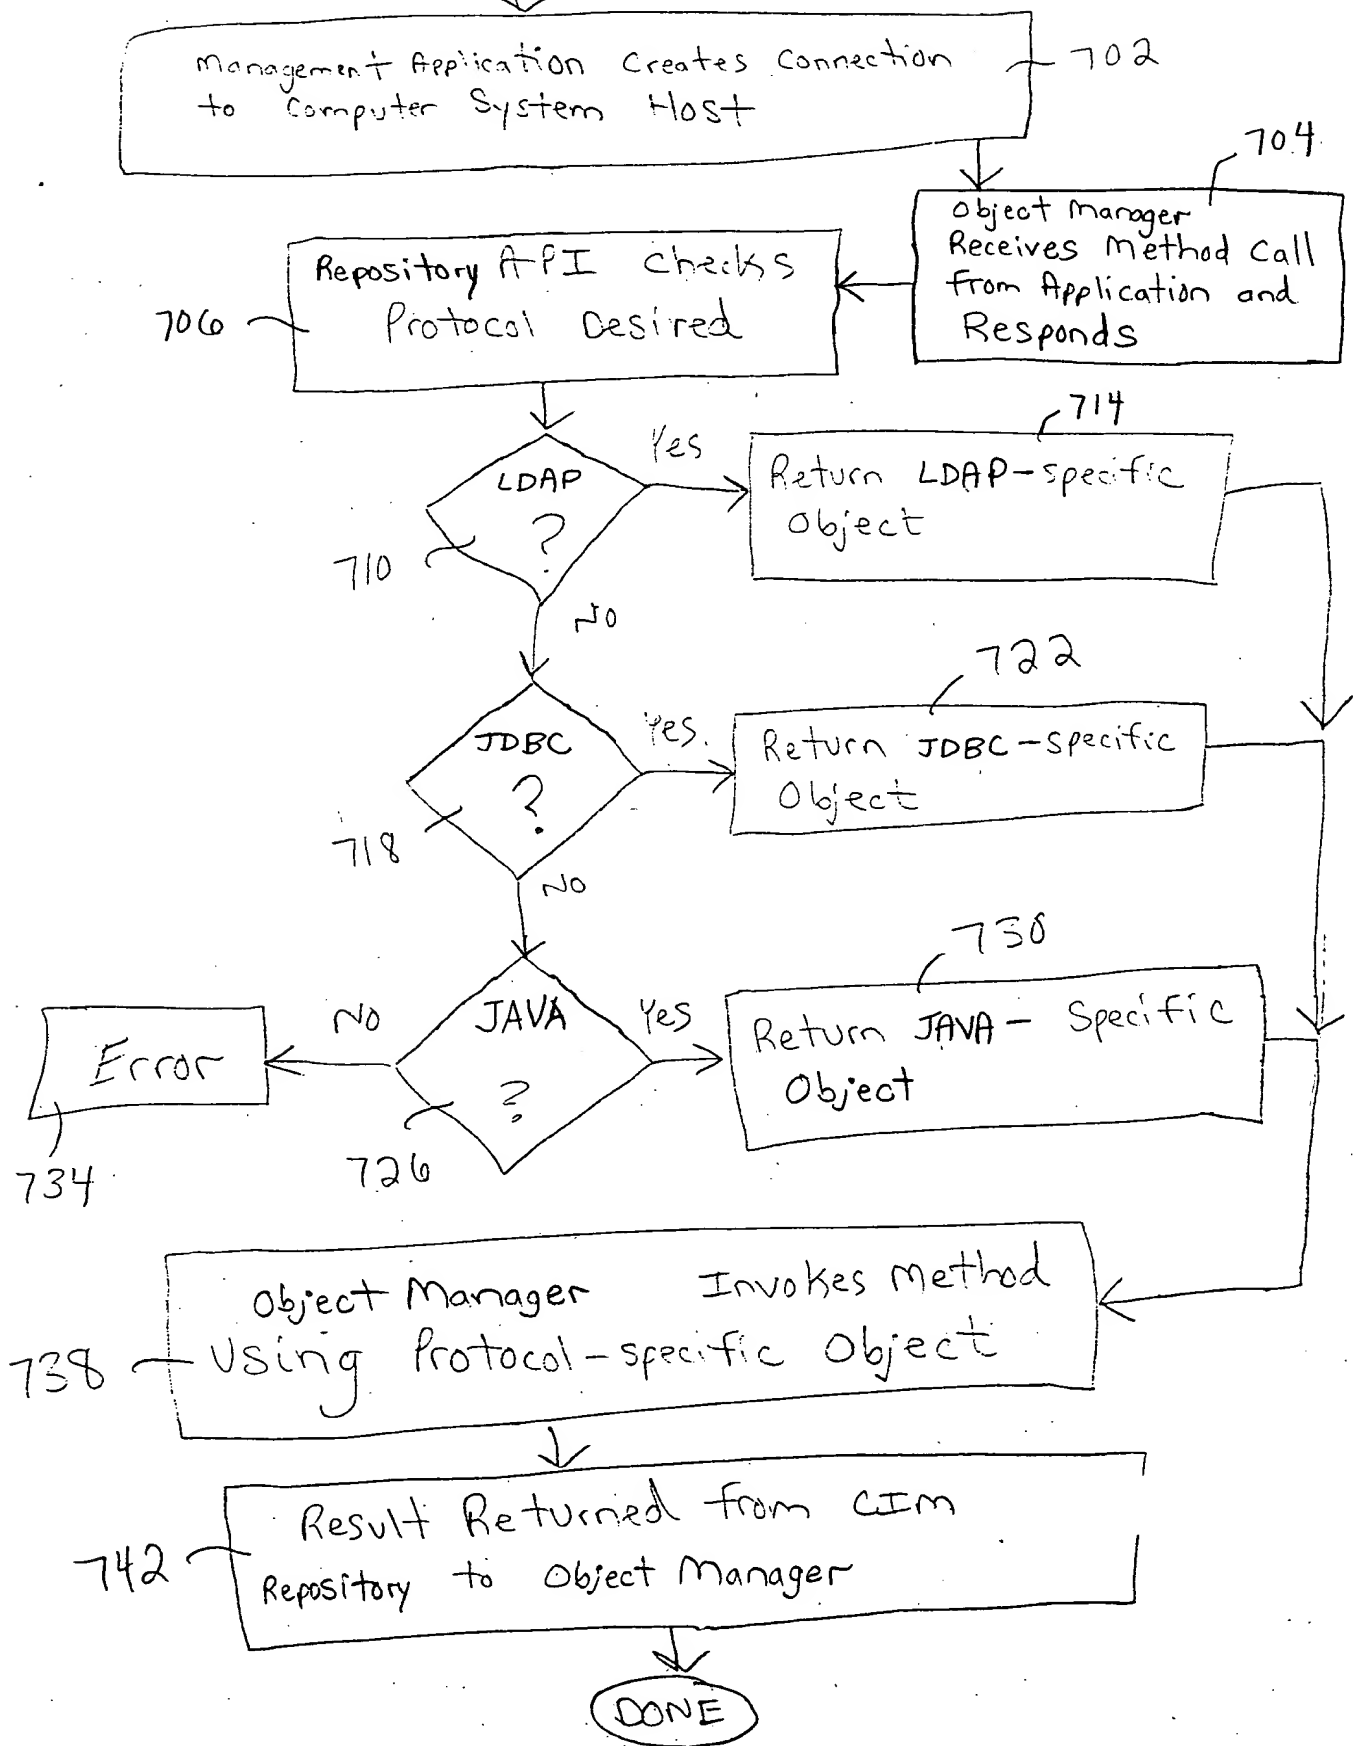 Management Application Creates Connection
to Computer System Host
702
704
Object Manager
Receives Method Call
from Application and
Responds
Repository API Checks
Protocol Desired
706
LDAP
?
710
Yes
714
Return LDAP-specific
Object
NO
JDBC
?
718
Yes.
722
Return JDBC-specific
Object
NO
JAVA
?
726
NO
Error
734
Yes
730
Return JAVA- Specific
Object
Object Manager Invokes Method
Using Protocol-specific Object
738
Result Returned from CIM
Repository to Object Manager
742
DONE